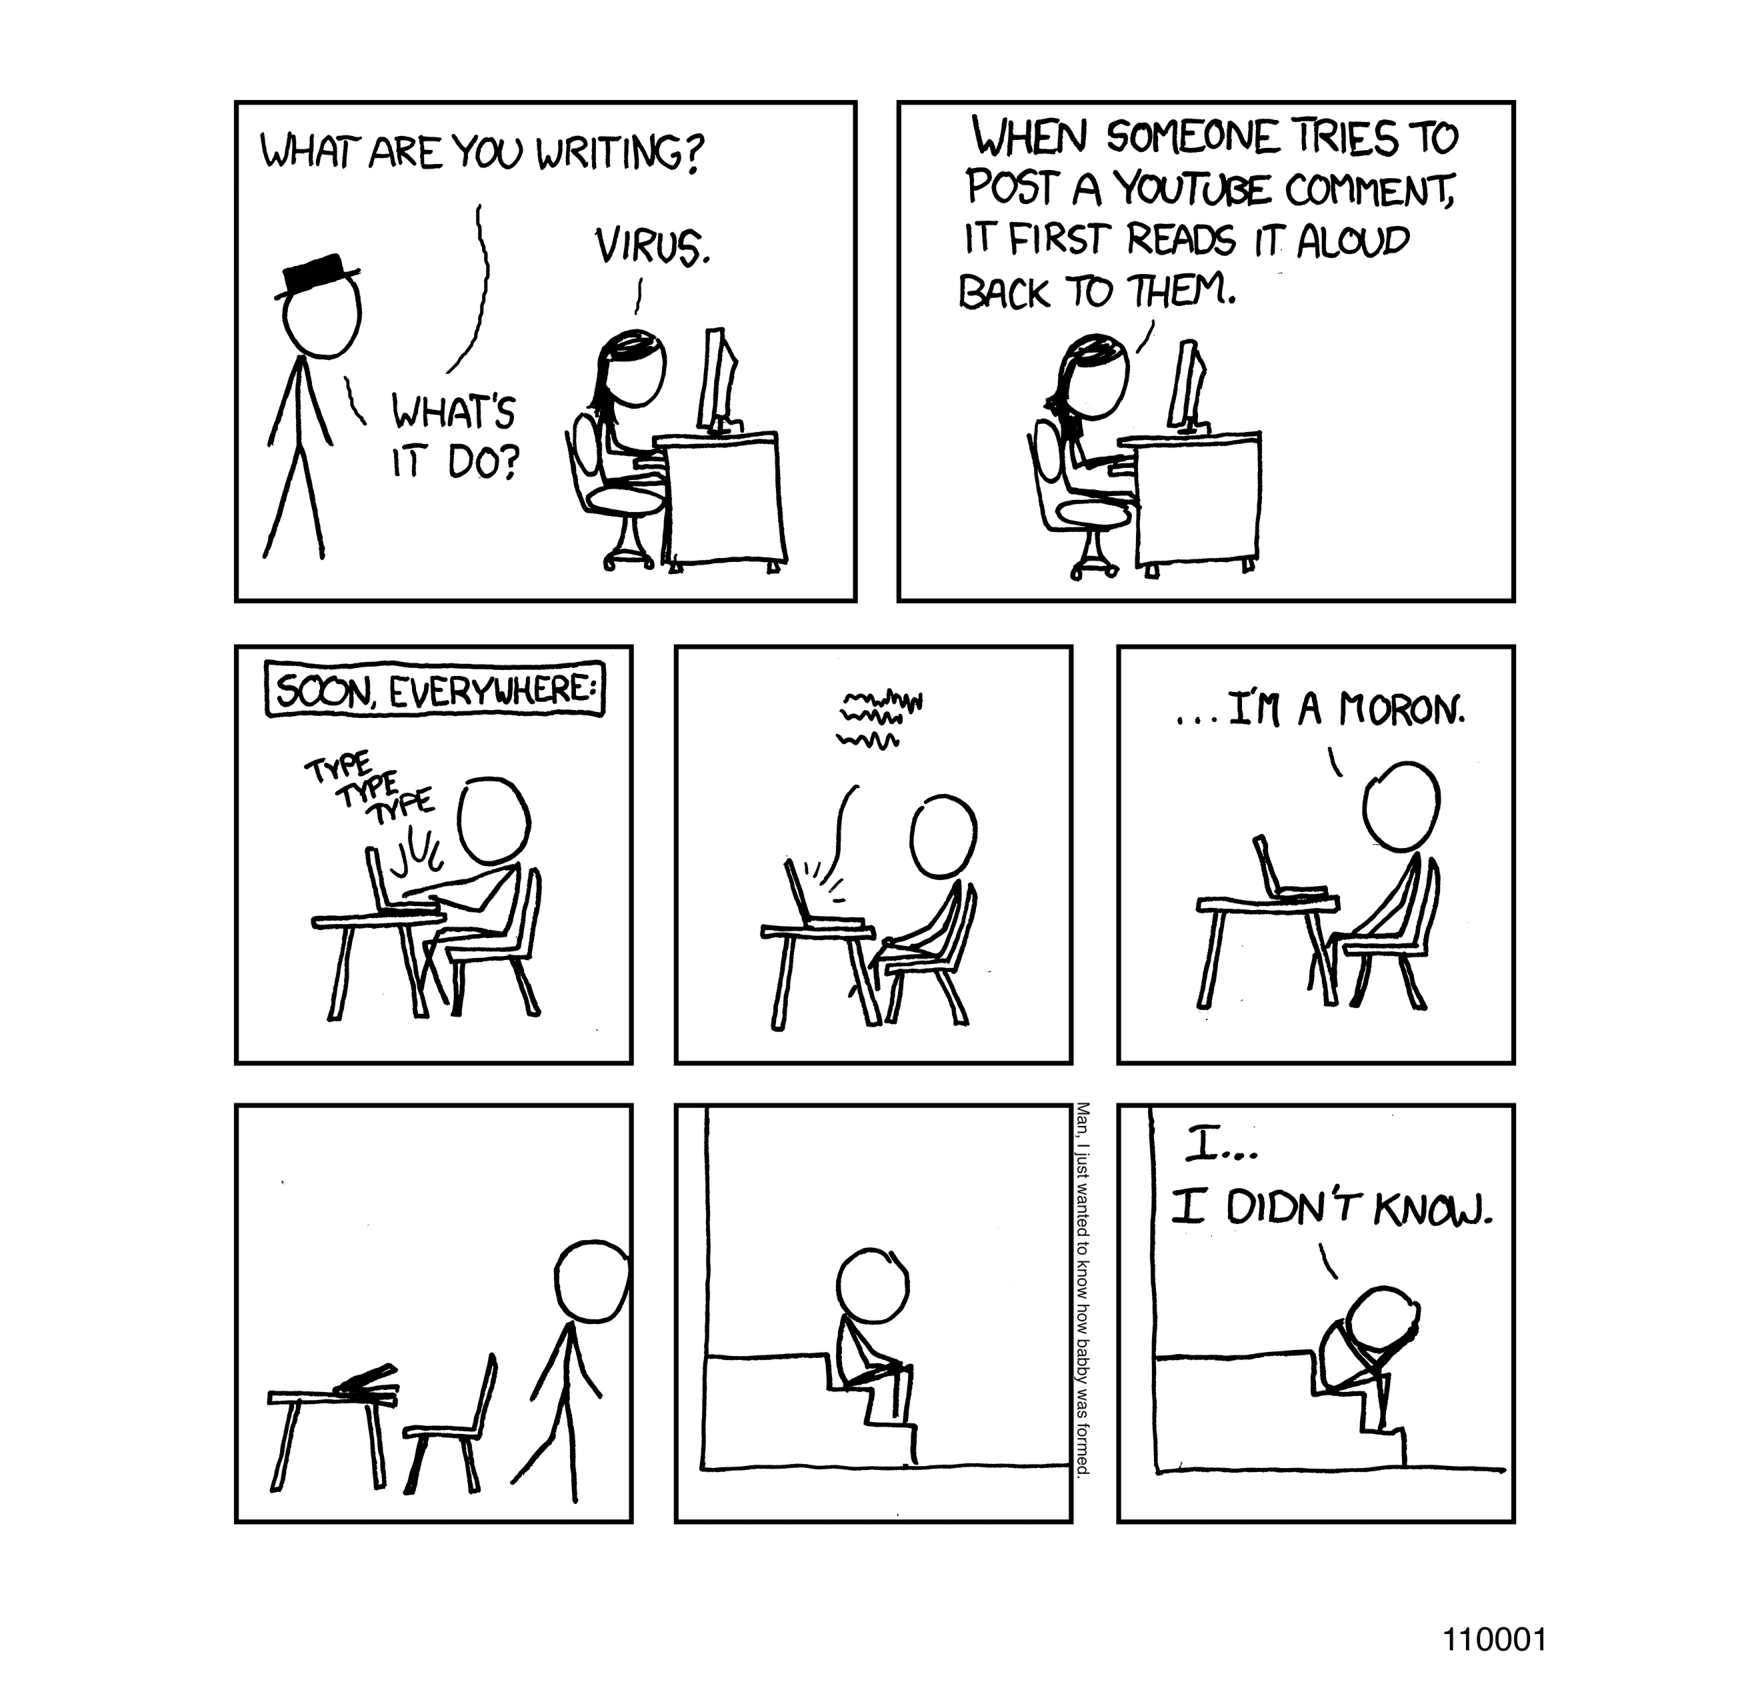 WHAT ARE YOU WRITING?
VIRUS.
WHAT'S
IT DO?
WHEN SOMEONE TRIES TO
POST A YOUTUBE COMMENT,
IT FIRST READS IT ALOUD
BACK TO THEM.
SOON, EVERYWHERE:
TYPE
TYPE
TYPE
...I'M A MORON.
Man, I just wanted to know how babby was formed.
I...
I DIDN'T KNOW.
110001